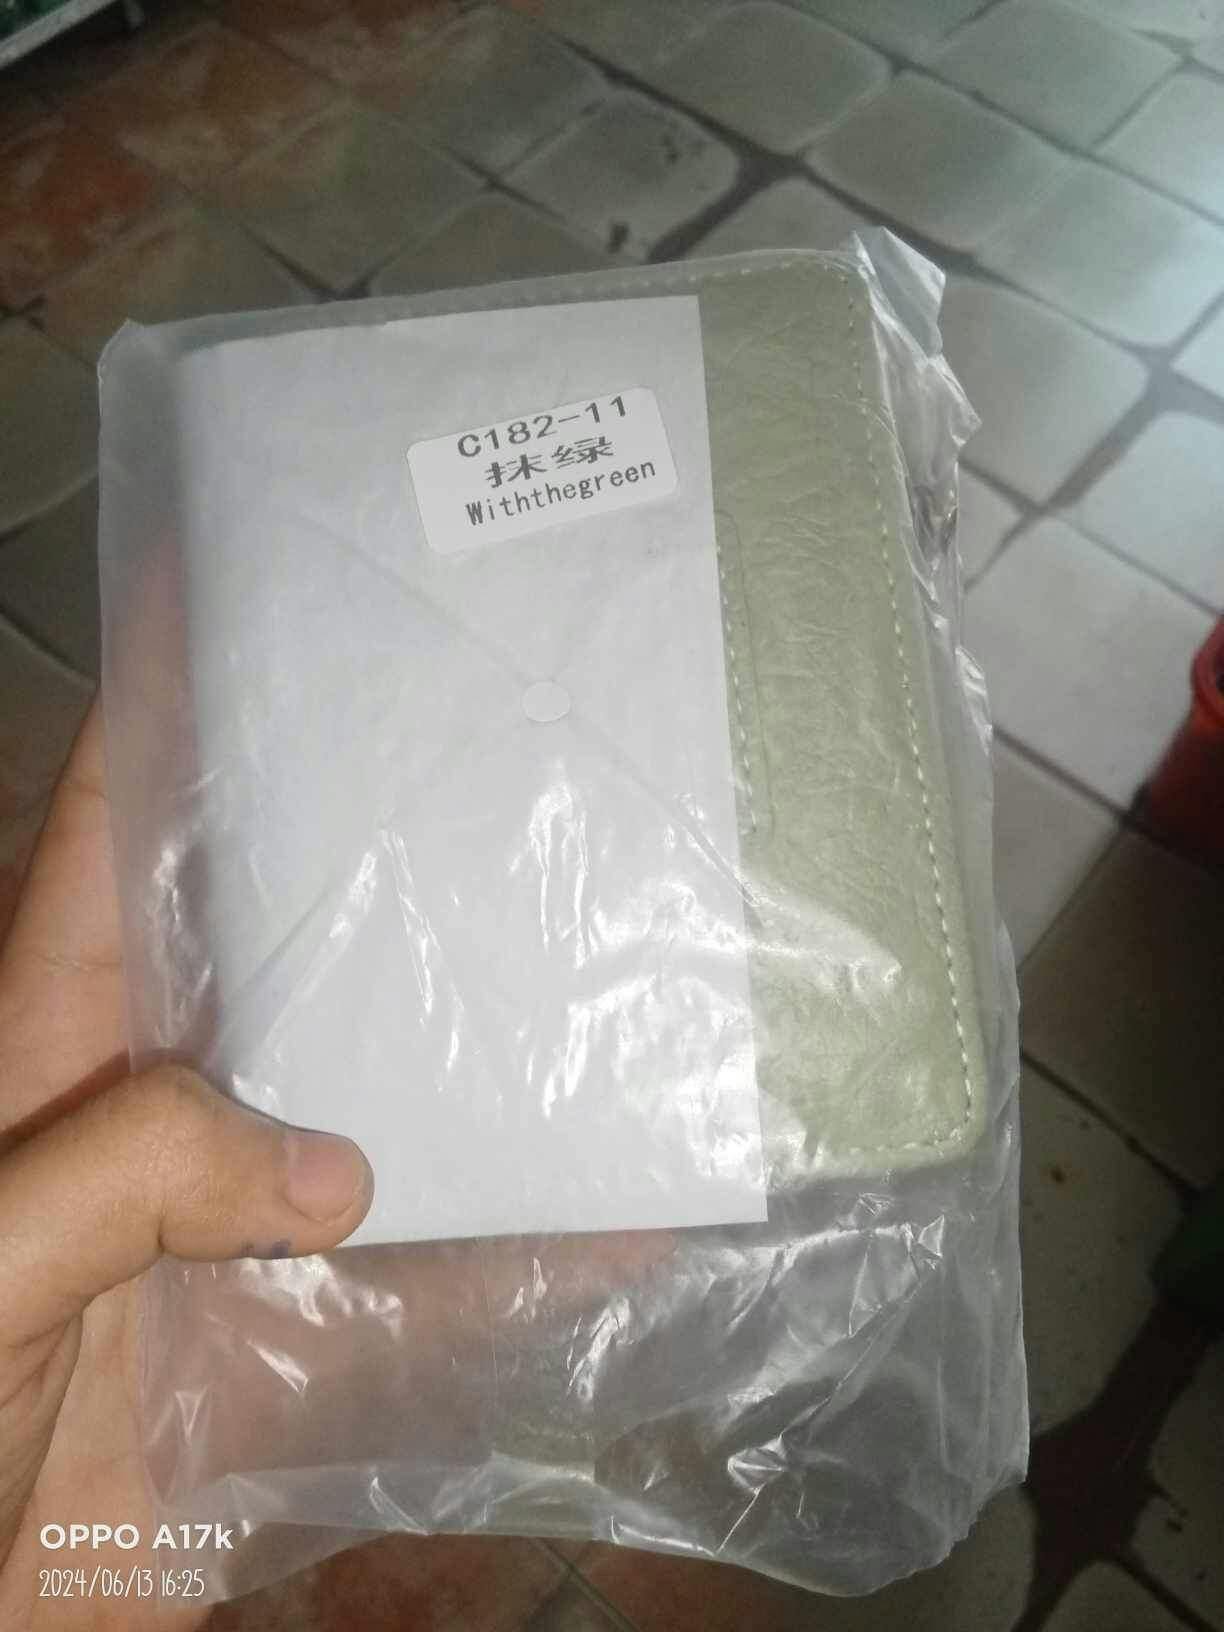 C182-11
抹绿
Withthegreen
OPPO A17k
2024/06/13 16:25